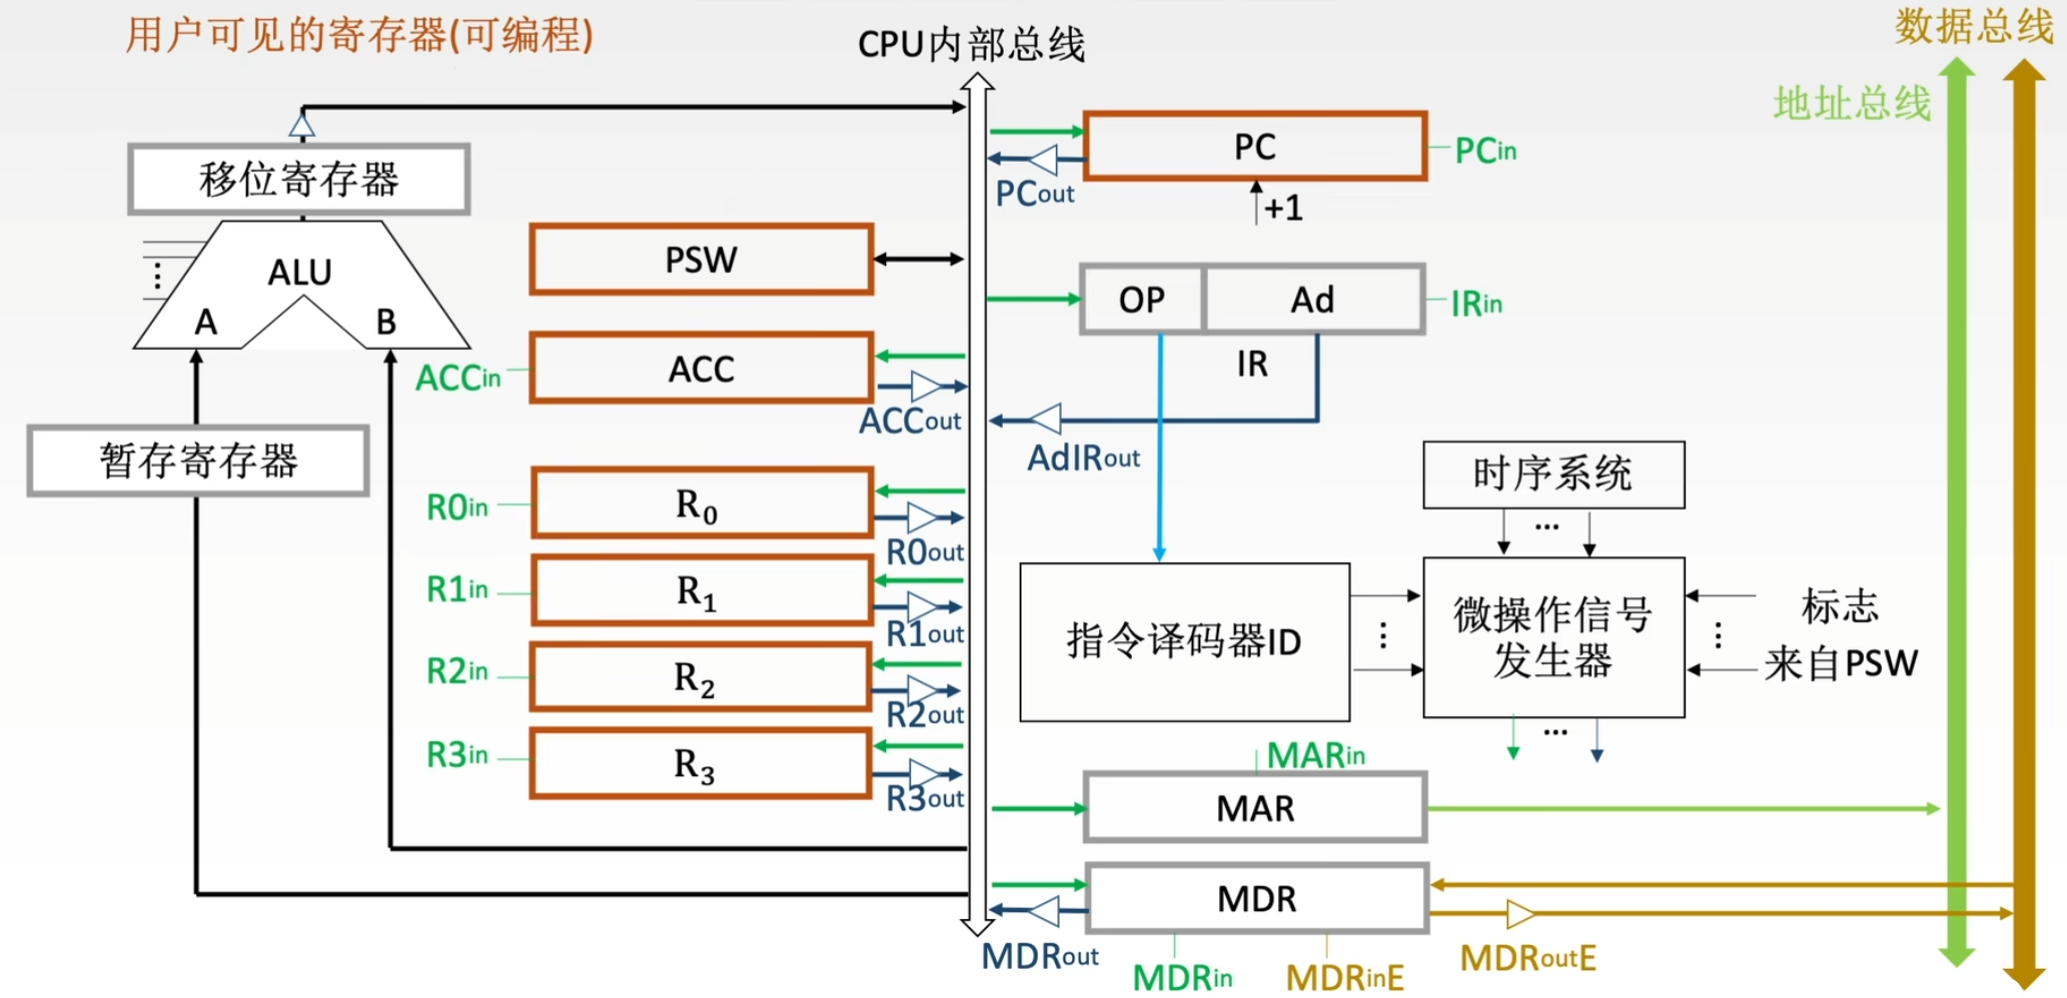 用户可见的寄存器(可编程)
CPU内部总线
数据总线
地址总线
移位寄存器
ALU
A
B
暂存寄存器
PSW
ACCin
ACC
ACCout
R0in
R₀
R0out
R1in
R₁
R1out
R2in
R₂
R2out
R3in
R₃
R3out
PC
PCin
PCout
+1
OP
Ad
IRin
IR
AdIRout
时序系统
...
指令译码器ID
微操作信号
发生器
标志
来自PSW
...
MARin
MAR
MDR
MDRout
MDRin
MDRinE
MDRoutE